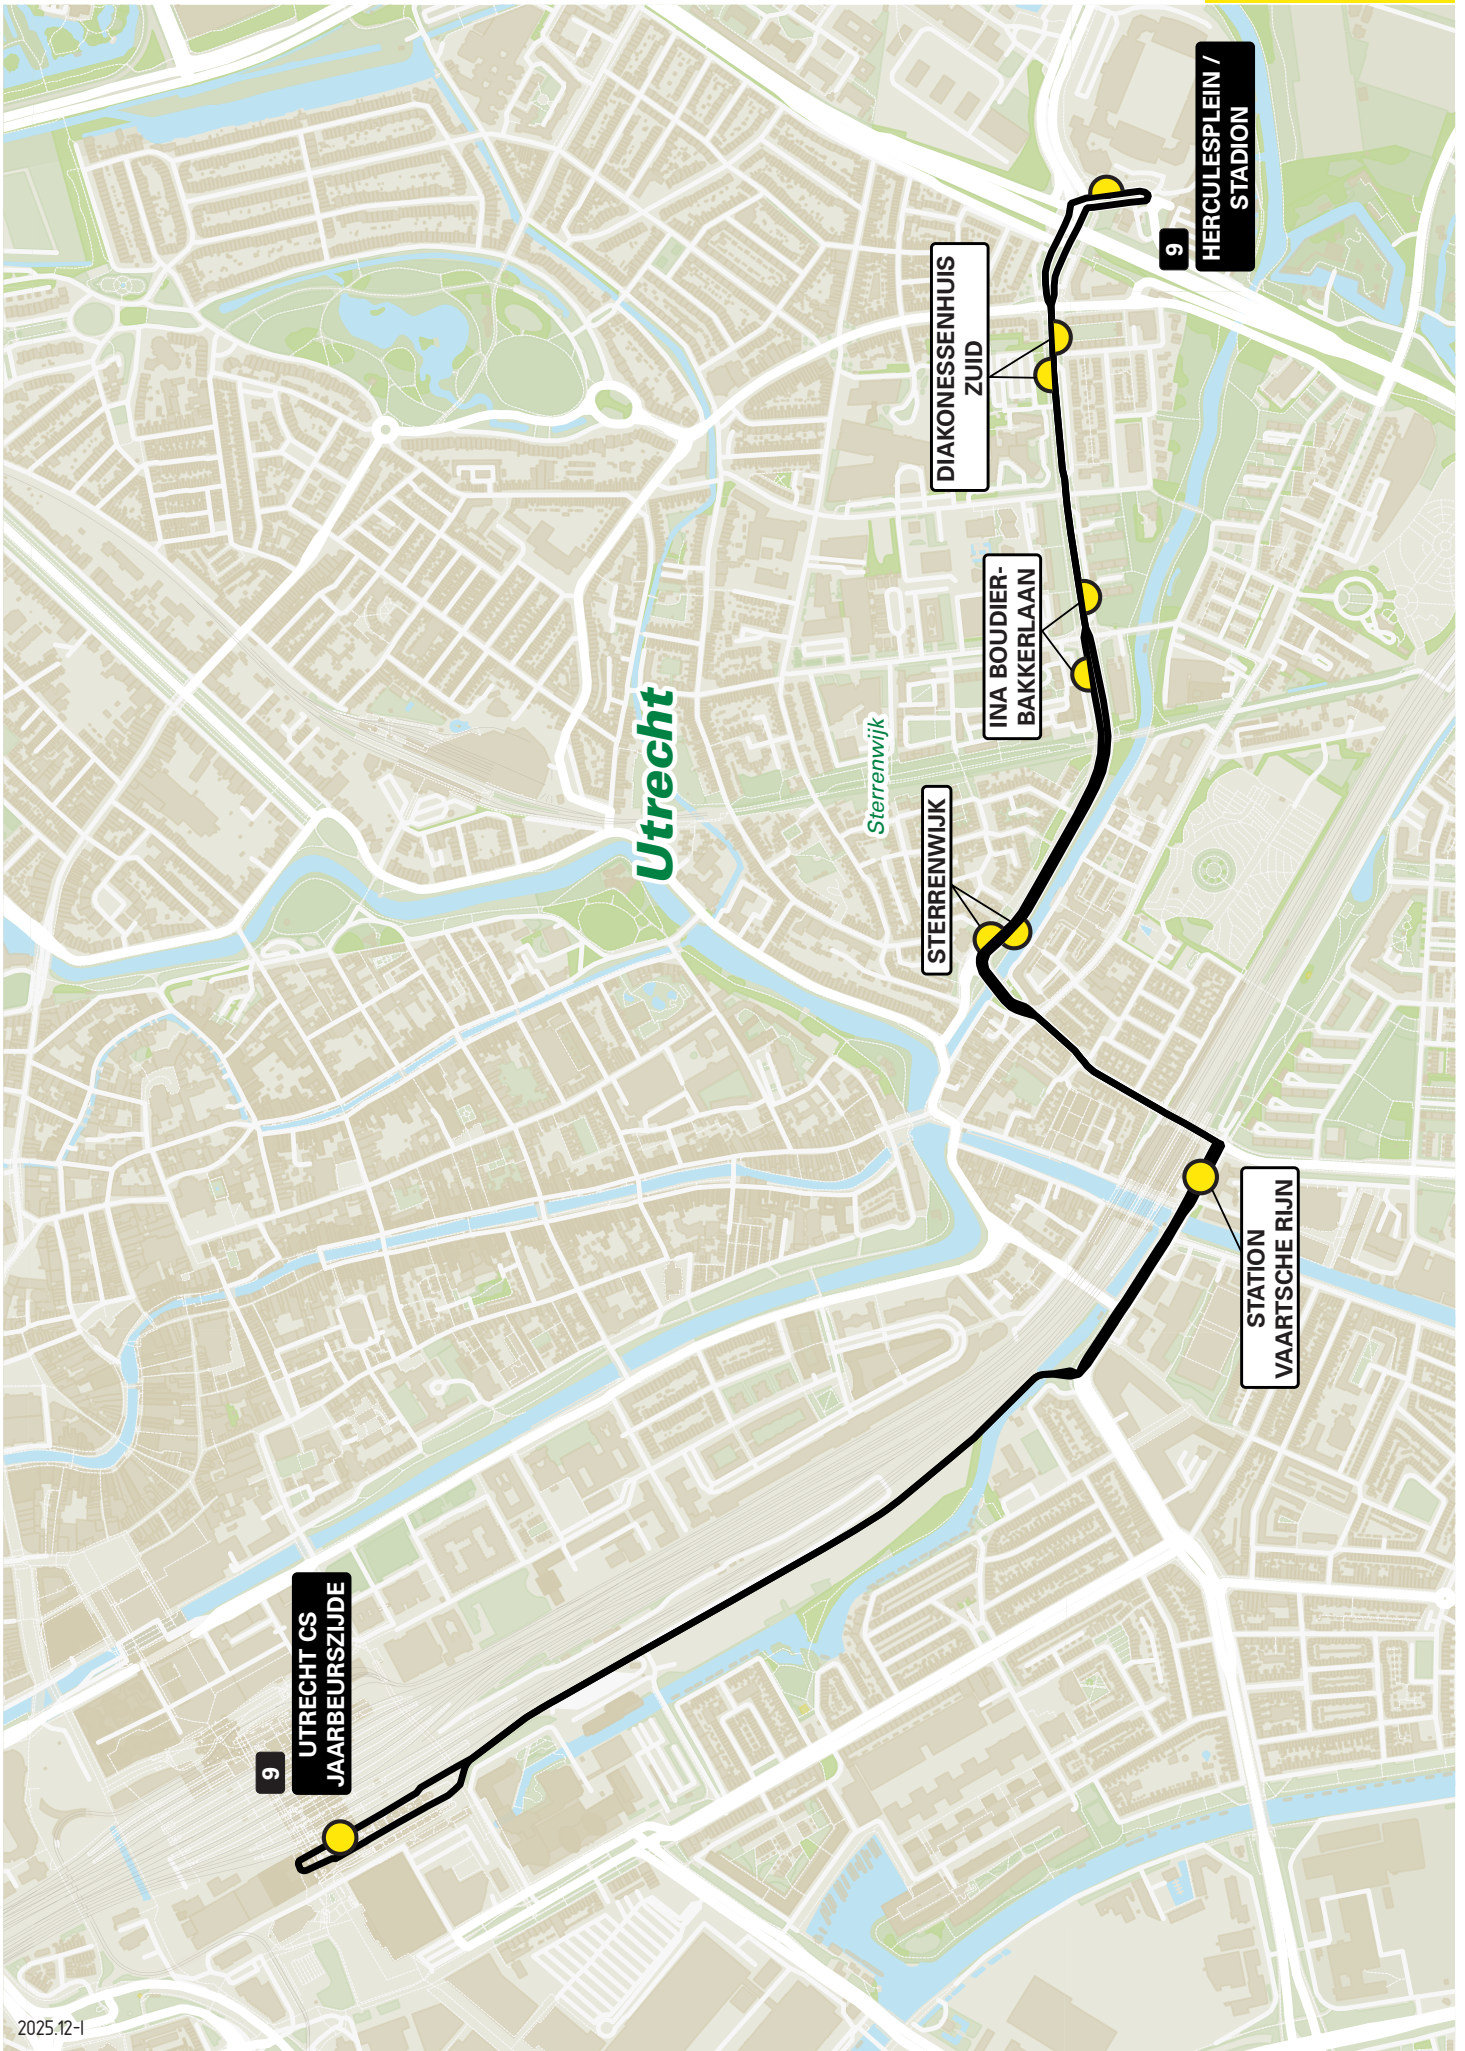 9
UTRECHT CS
JAARBEURSZIJDE
STATION
VAARTSCHE RIJN
STERRENWIJK
INA BOUDIER-
BAKKERLAAN
DIAKONESSENHUIS
ZUID
9
HERCULESPLEIN /
STADION
Utrecht
Sterrenwijk
2025.12-I